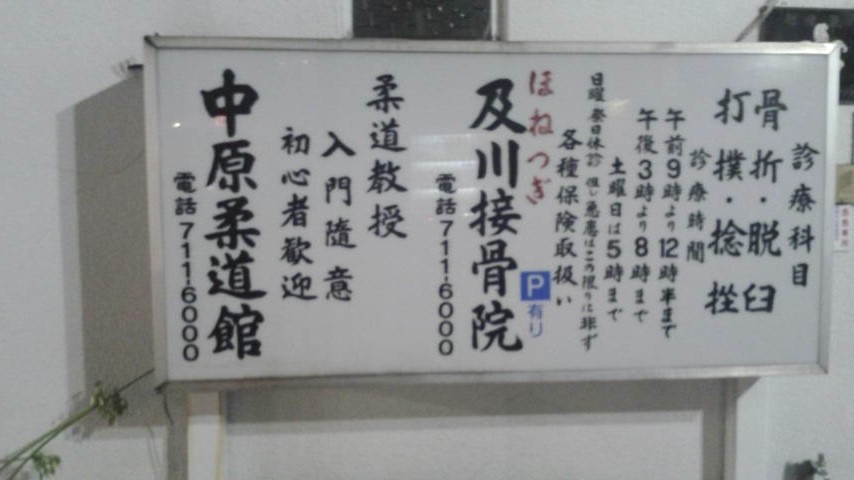 診療科目
骨折・脱臼
打撲・捻挫
診療時間
午前9時より12時半まで
午後3時より8時まで
土曜日は5時まで
日曜祭日休診 但し急患はこの限りに非ず
各種保険取扱い
ほねつぎ
P有り
及川接骨院
電話711-6000
柔道教授
入門随意
初心者歓迎
中原柔道館
電話711-6000